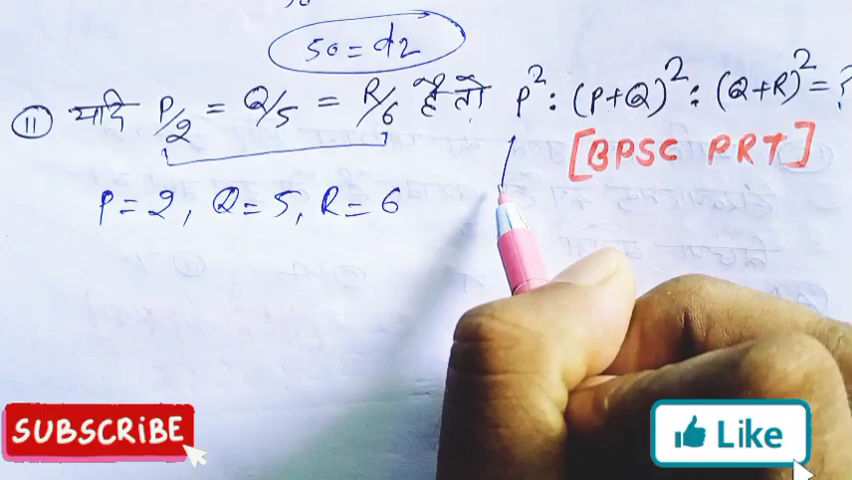 50 = d2
⑪ यदि P/2 = Q/5 = R/6 है तो P² : (P+Q)² : (Q+R)² = ?
[BPSC PRT]
P = 2, Q = 5, R = 6
SUBSCRIBE
Like